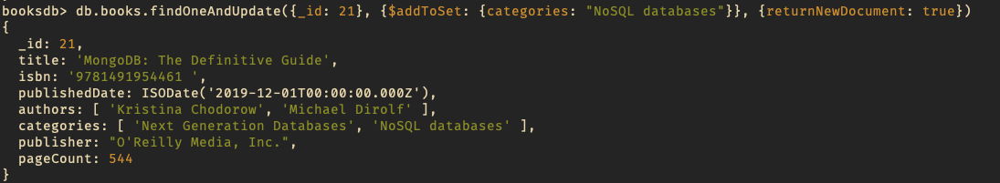 booksdb> db.books.findOneAndUpdate({_id: 21}, {$addToSet: {categories: "NoSQL databases"}}, {returnNewDocument: true})
{
  _id: 21,
  title: 'MongoDB: The Definitive Guide',
  isbn: '9781491954461 ',
  publishedDate: ISODate('2019-12-01T00:00:00.000Z'),
  authors: [ 'Kristina Chodorow', 'Michael Dirolf' ],
  categories: [ 'Next Generation Databases', 'NoSQL databases' ],
  publisher: "O'Reilly Media, Inc.",
  pageCount: 544
}